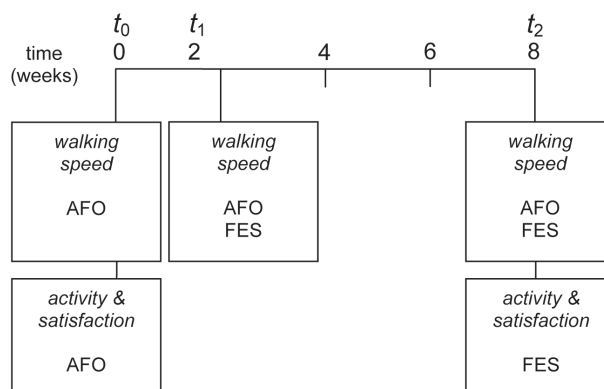 t0 t1 t2
time 0 2 4 6 8
(weeks)
walking
speed
AFO
walking
speed
AFO
FES
walking
speed
AFO
FES
activity &
satisfaction
AFO
activity &
satisfaction
FES